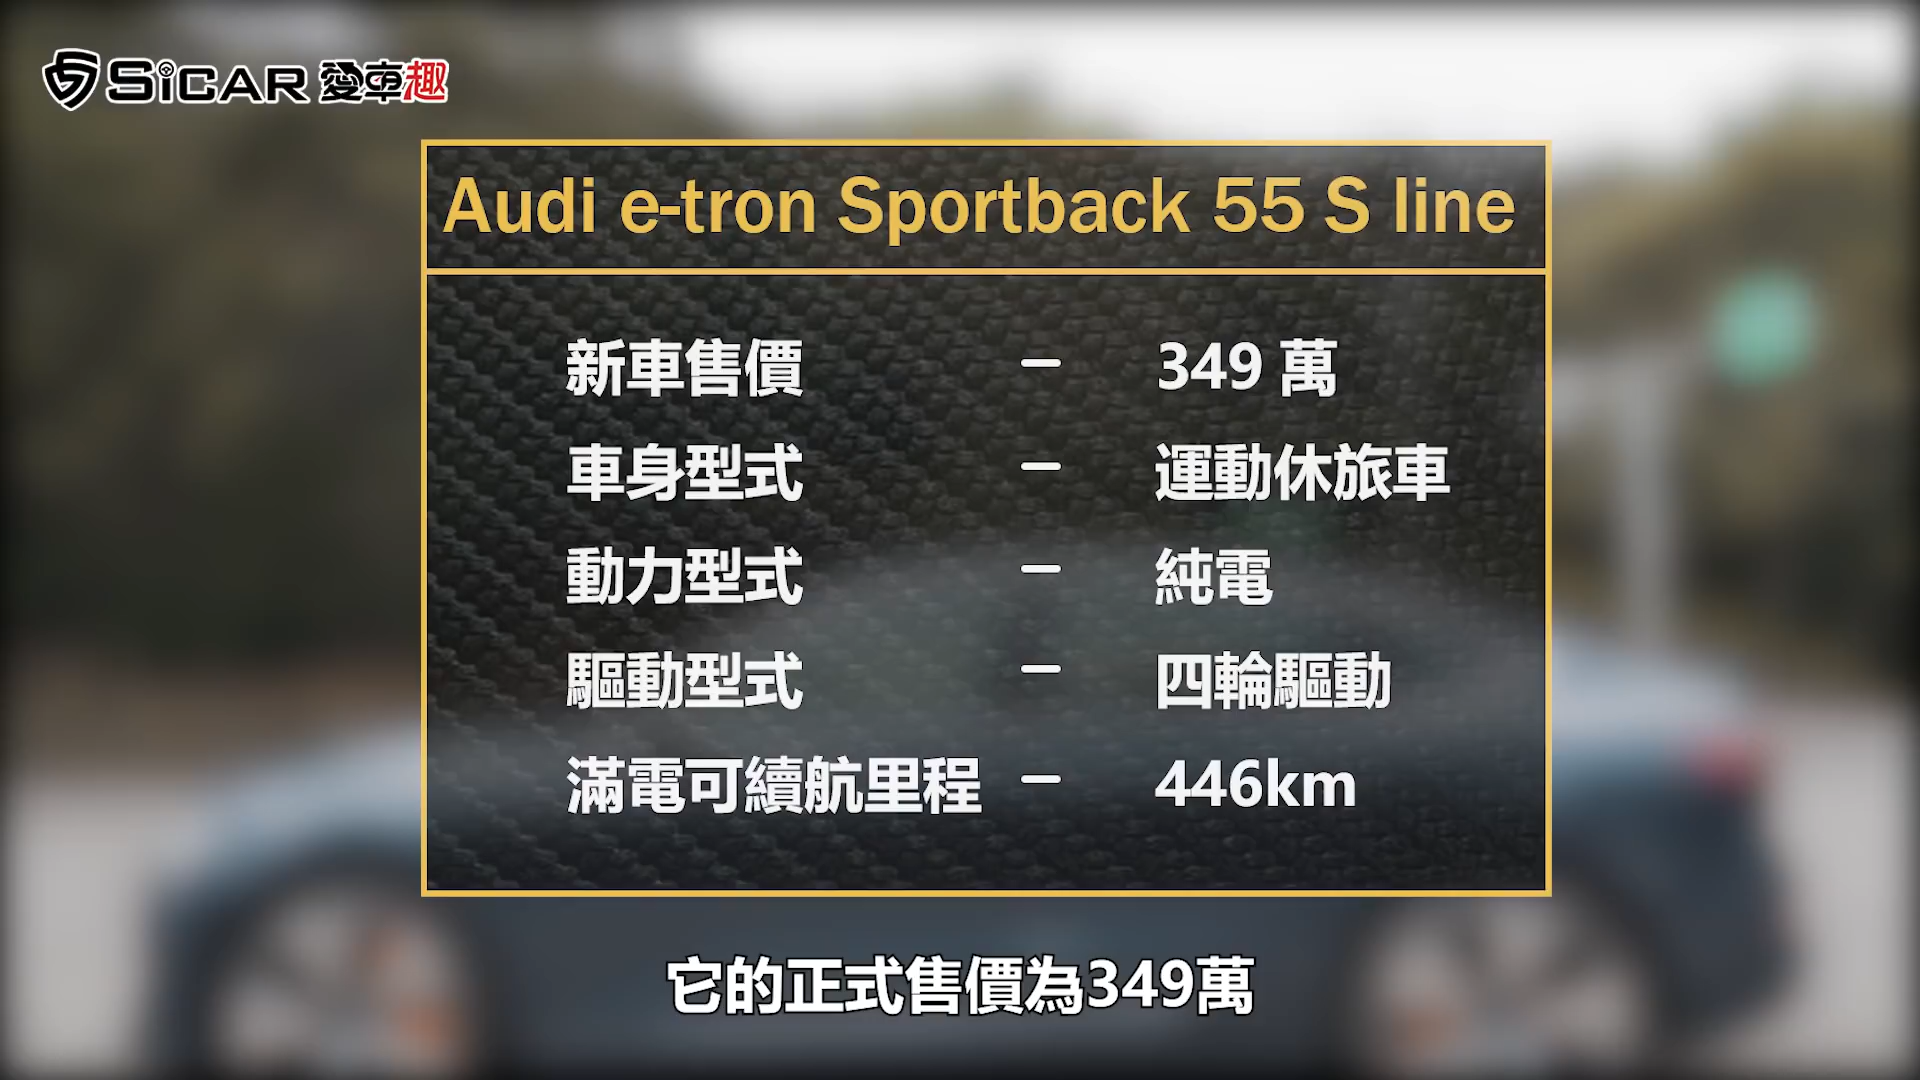 SiCAR 愛車趣
Audi e-tron Sportback 55 S line
新車售價 – 349 萬
車身型式 – 運動休旅車
動力型式 – 純電
驅動型式 – 四輪驅動
滿電可續航里程 – 446km
它的正式售價為349萬